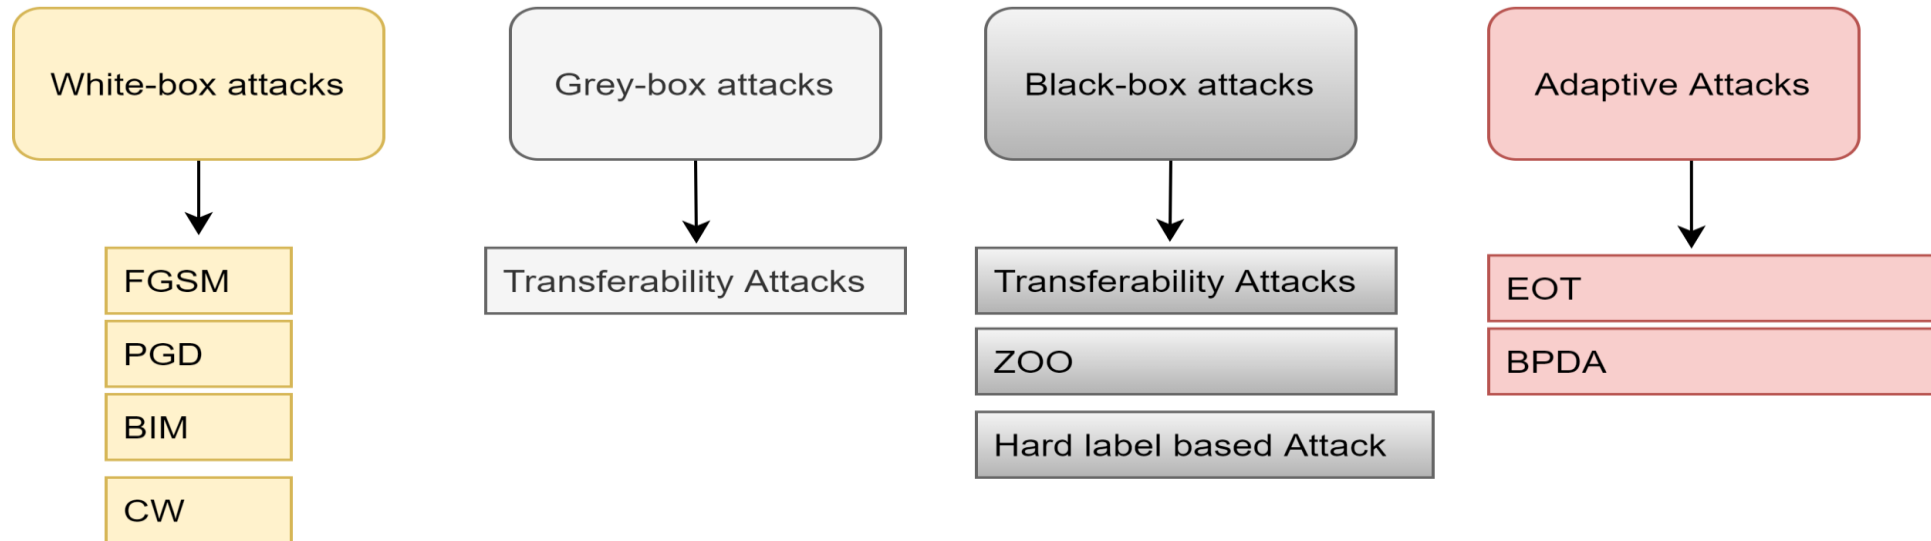 White-box attacks
Grey-box attacks
Black-box attacks
Adaptive Attacks
FGSM
PGD
BIM
CW
Transferability Attacks
Transferability Attacks
ZOO
Hard label based Attack
EOT
BPDA